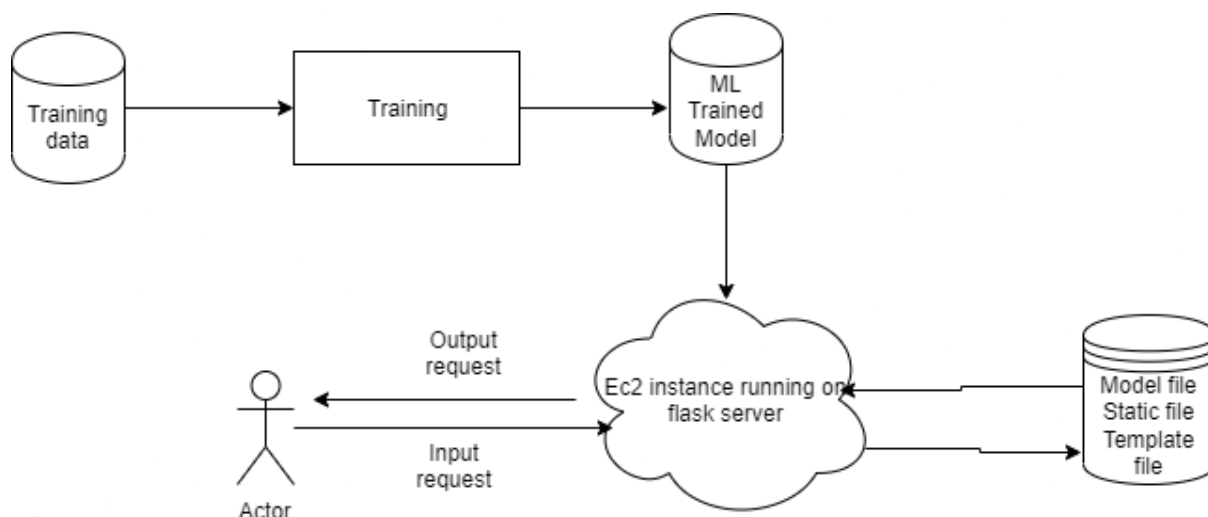 Training
data
Training
ML
Trained
Model
Output
request
Ec2 instance running on
flask server
Model file
Static file
Template
file
Input
request
Actor